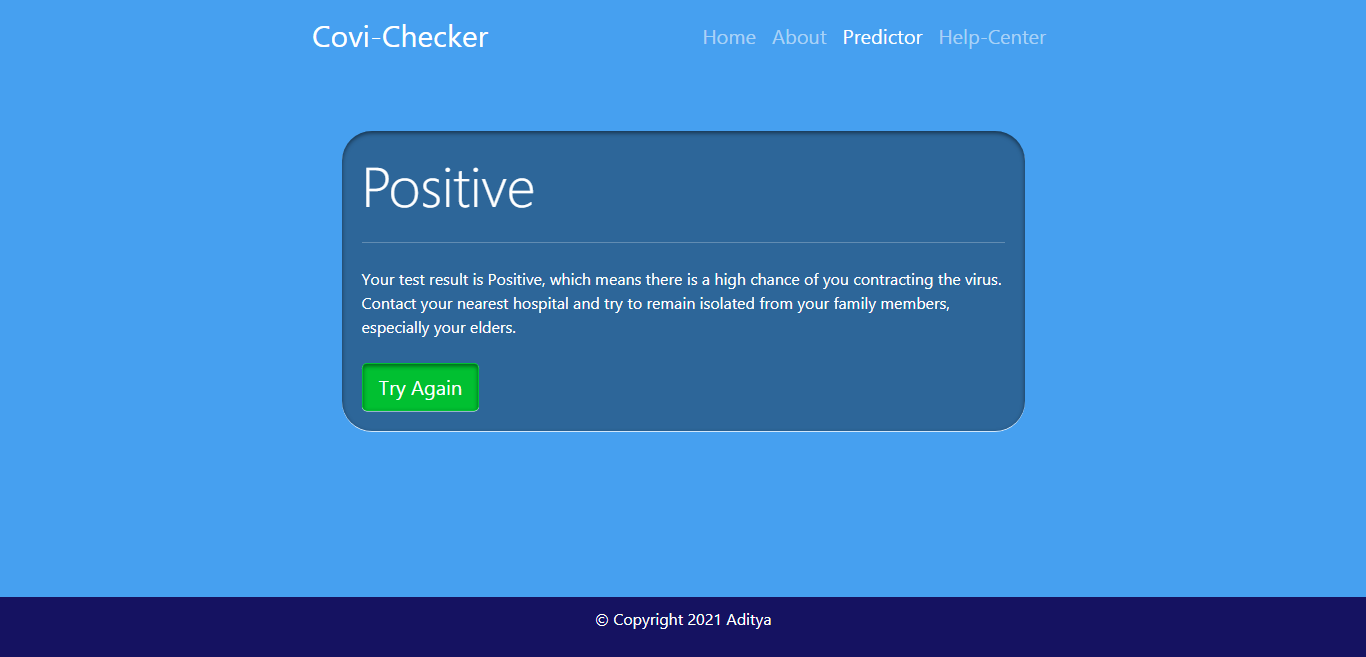 Covi-Checker
Home About Predictor Help-Center
Positive
Your test result is Positive, which means there is a high chance of you contracting the virus.
Contact your nearest hospital and try to remain isolated from your family members,
especially your elders.
Try Again
© Copyright 2021 Aditya